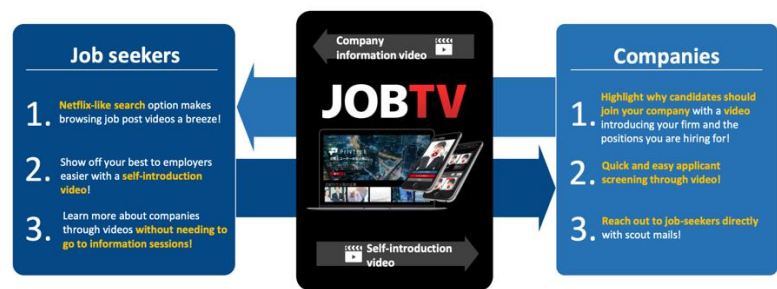 Job seekers
1. Netflix-like search option makes
browsing job post videos a breeze!
2. Show off your best to employers
easier with a self-introduction
video!
3. Learn more about companies
through videos without needing to
go to information sessions!
Company
information video
JOBTV
Self-introduction
video
Companies
1. Highlight why candidates should
join your company with a video
introducing your firm and the
positions you are hiring for!
2. Quick and easy applicant
screening through video!
3. Reach out to job-seekers directly
with scout mails!